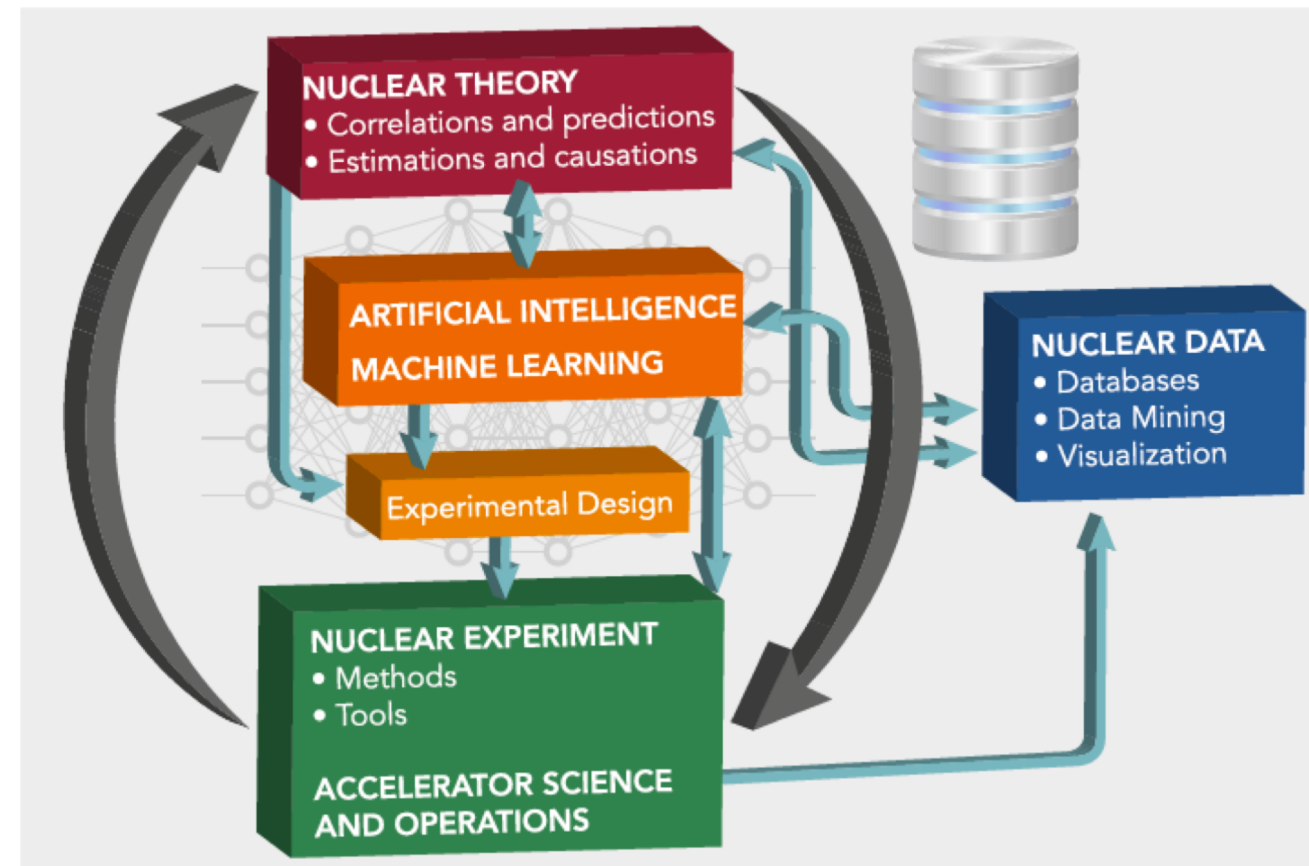 NUCLEAR THEORY
• Correlations and predictions
• Estimations and causations
ARTIFICIAL INTELLIGENCE
MACHINE LEARNING
Experimental Design
NUCLEAR EXPERIMENT
• Methods
• Tools
ACCELERATOR SCIENCE
AND OPERATIONS
NUCLEAR DATA
• Databases
• Data Mining
• Visualization